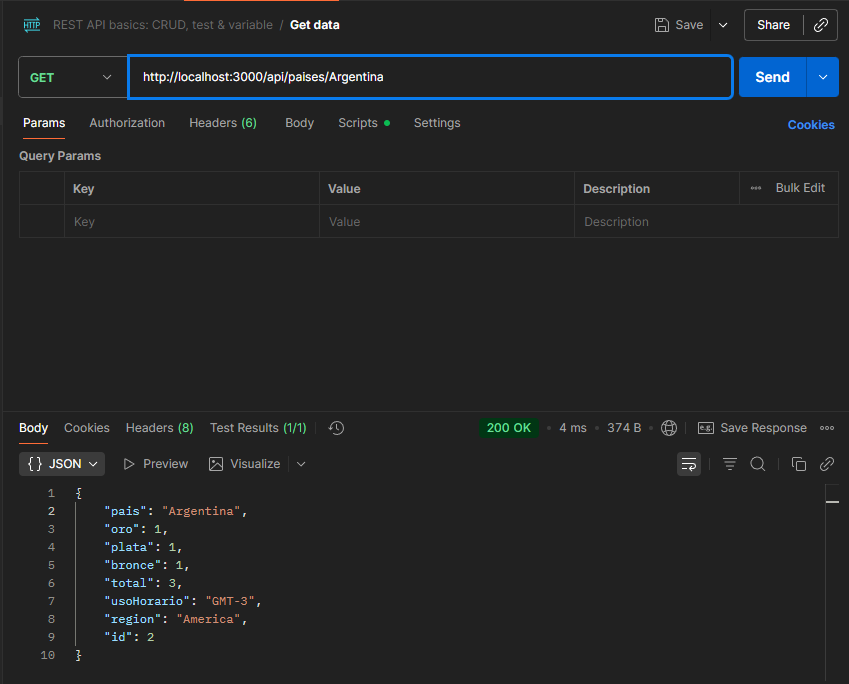 HTTP REST API basics: CRUD, test & variable / Get data Save Share
GET http://localhost:3000/api/paises/Argentina Send
Params Authorization Headers (6) Body Scripts Settings Cookies
Query Params
Key Value Description Bulk Edit
Key Value Description
Body Cookies Headers (8) Test Results (1/1) 200 OK 4 ms 374 B e.g. Save Response
{} JSON Preview Visualize
1 {
2 "pais": "Argentina",
3 "oro": 1,
4 "plata": 1,
5 "bronce": 1,
6 "total": 3,
7 "usoHorario": "GMT-3",
8 "region": "America",
9 "id": 2
10 }